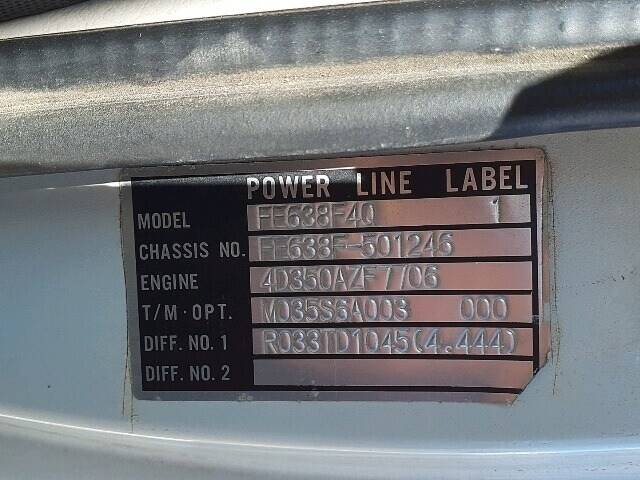 POWER LINE LABEL
MODEL FE638F40 1
CHASSIS NO. FE638F-501246
ENGINE 4D350AZF7/06
T/M·OPT. M035S6A003 000
DIFF. NO. 1 R033TD1045(4.444)
DIFF. NO. 2